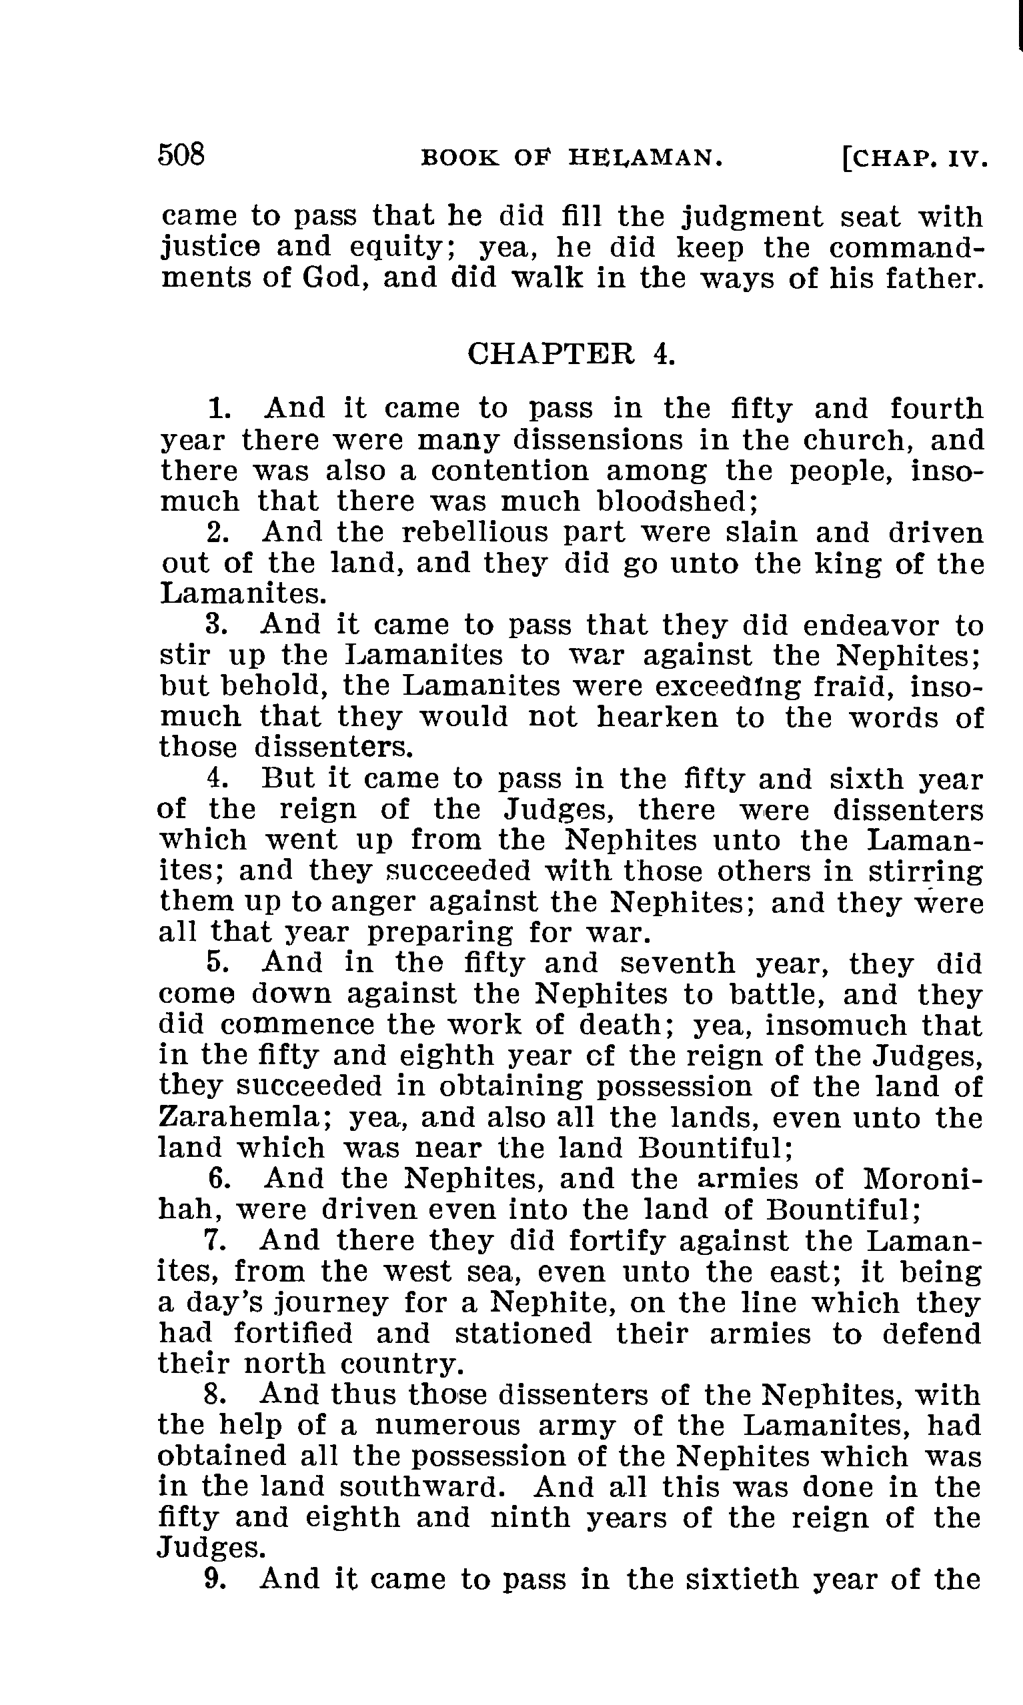 508 BOOK OF HELAMAN. [CHAP. IV.
came to pass that he did fill the judgment seat with
justice and equity; yea, he did keep the command-
ments of God, and did walk in the ways of his father.
CHAPTER 4.
1. And it came to pass in the fifty and fourth
year there were many dissensions in the church, and
there was also a contention among the people, inso-
much that there was much bloodshed;
2. And the rebellious part were slain and driven
out of the land, and they did go unto the king of the
Lamanites.
3. And it came to pass that they did endeavor to
stir up the Lamanites to war against the Nephites;
but behold, the Lamanites were exceeding fraid, inso-
much that they would not hearken to the words of
those dissenters.
4. But it came to pass in the fifty and sixth year
of the reign of the Judges, there were dissenters
which went up from the Nephites unto the Laman-
ites; and they succeeded with those others in stirring
them up to anger against the Nephites; and they were
all that year preparing for war.
5. And in the fifty and seventh year, they did
come down against the Nephites to battle, and they
did commence the work of death; yea, insomuch that
in the fifty and eighth year of the reign of the Judges,
they succeeded in obtaining possession of the land of
Zarahemla; yea, and also all the lands, even unto the
land which was near the land Bountiful;
6. And the Nephites, and the armies of Moroni-
hah, were driven even into the land of Bountiful;
7. And there they did fortify against the Laman-
ites, from the west sea, even unto the east; it being
a day's journey for a Nephite, on the line which they
had fortified and stationed their armies to defend
their north country.
8. And thus those dissenters of the Nephites, with
the help of a numerous army of the Lamanites, had
obtained all the possession of the Nephites which was
in the land southward. And all this was done in the
fifty and eighth and ninth years of the reign of the
Judges.
9. And it came to pass in the sixtieth year of the